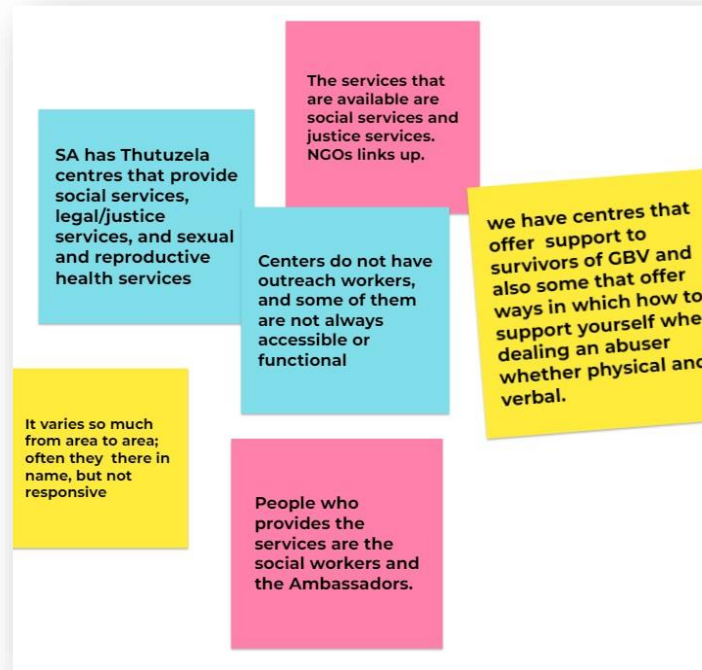 The services that
are available are
social services and
justice services.
NGOs links up.
SA has Thutuzela
centres that provide
social services,
legal/justice
services, and sexual
and reproductive
health services
Centers do not have
outreach workers,
and some of them
are not always
accessible or
functional
we have centres that
offer support to
survivors of GBV and
also some that offer
ways in which how to
support yourself whe
dealing an abuser
whether physical and
verbal.
It varies so much
from area to area;
often they there in
name, but not
responsive
People who
provides the
services are the
social workers and
the Ambassadors.